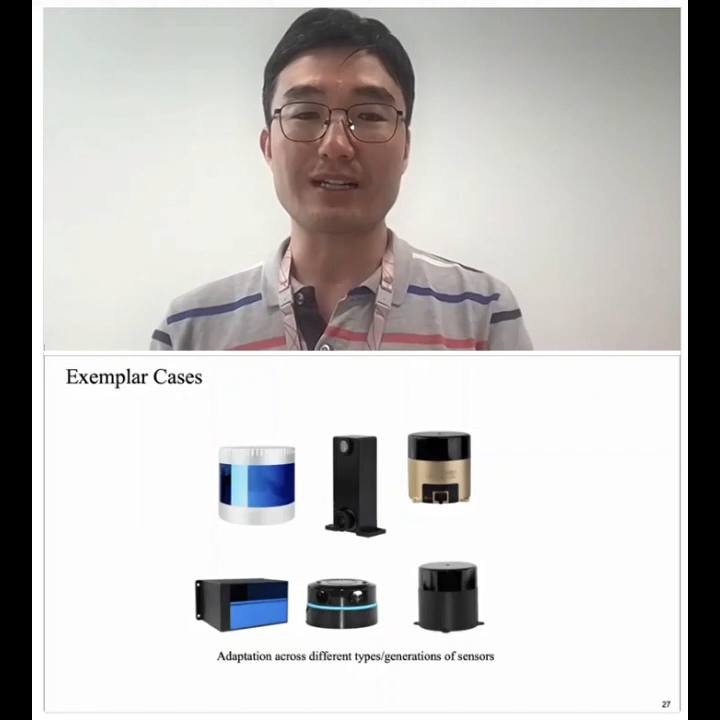 Exemplar Cases
Adaptation across different types/generations of sensors
27